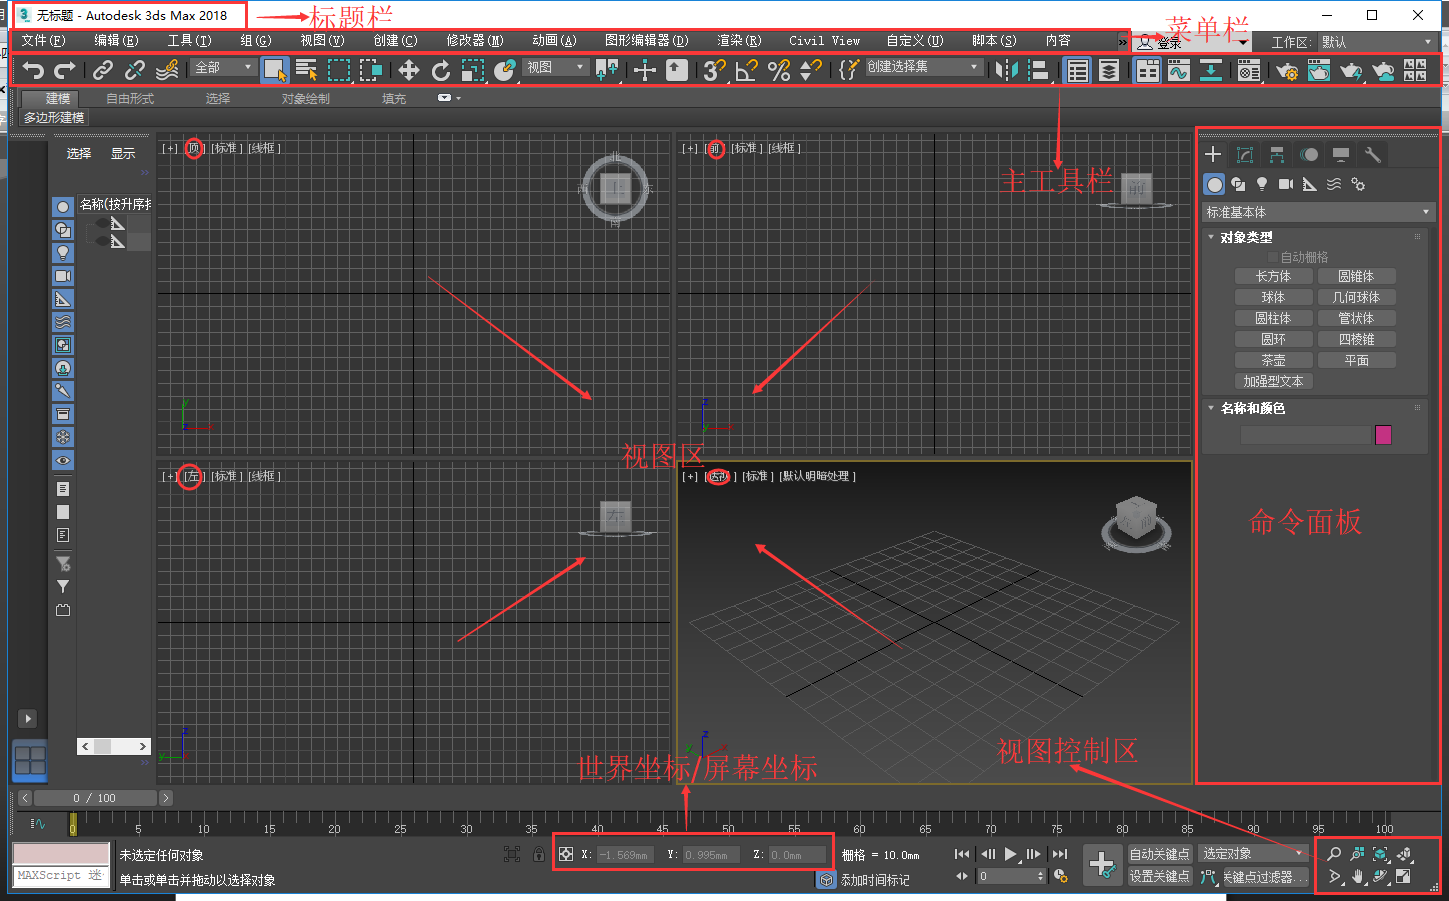 无标题 - Autodesk 3ds Max 2018
标题栏
菜单栏
文件(F) 编辑(E) 工具(T) 组(G) 视图(V) 创建(C) 修改器(M) 动画(A) 图形编辑器(D) 渲染(R) Civil View 自定义(U) 脚本(S) 内容 » 登录 工作区: 默认
全部 视图 创建选择集
建模 自由形式 选择 对象绘制 填充
多边形建模
选择 显示
名称(按升序排
[+] [顶] [标准] [线框]
北
西 上 东
南
[+] [前] [标准] [线框]
前
主工具栏
标准基本体
对象类型
自动栅格
长方体 圆锥体
球体 几何球体
圆柱体 管状体
圆环 四棱锥
茶壶 平面
加强型文本
名称和颜色
y
z x
z
y x
视图区
[+] [左] [标准] [线框]
左
[+] [透视] [标准] [默认明暗处理]
命令面板
z
y
z
y x
视图控制区
世界坐标/屏幕坐标
0 / 100
0 5 10 15 20 25 30 35 40 45 50 55 60 65 70 75 80 85 90 95 100
未选定任何对象 X: -1.569mm Y: 0.995mm Z: 0.0mm 栅格 = 10.0mm 自动关键点 选定对象
MAXScript 迷 单击或单击并拖动以选择对象 添加时间标记 0 设置关键点 关键点过滤器...